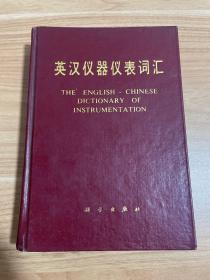 英汉仪器仪表词汇
THE ENGLISH-CHINESE
DICTIONARY OF
INSTRUMENTATION
科学出版社